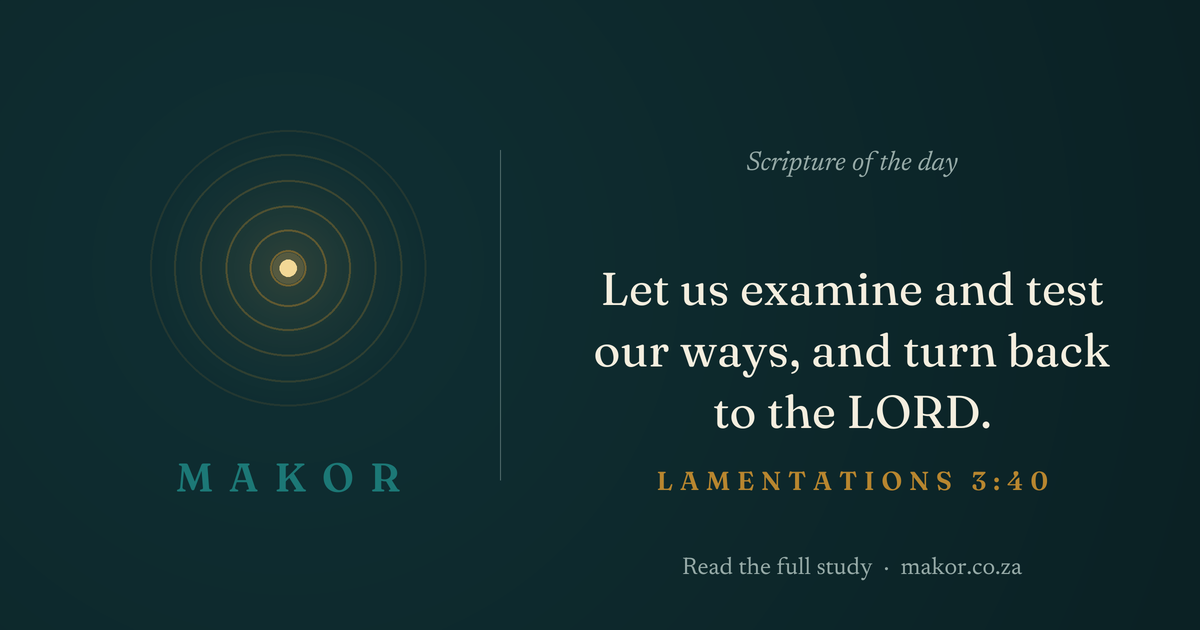 MAKOR
Scripture of the day
Let us examine and test
our ways, and turn back
to the LORD.
LAMENTATIONS 3:40
Read the full study · makor.co.za